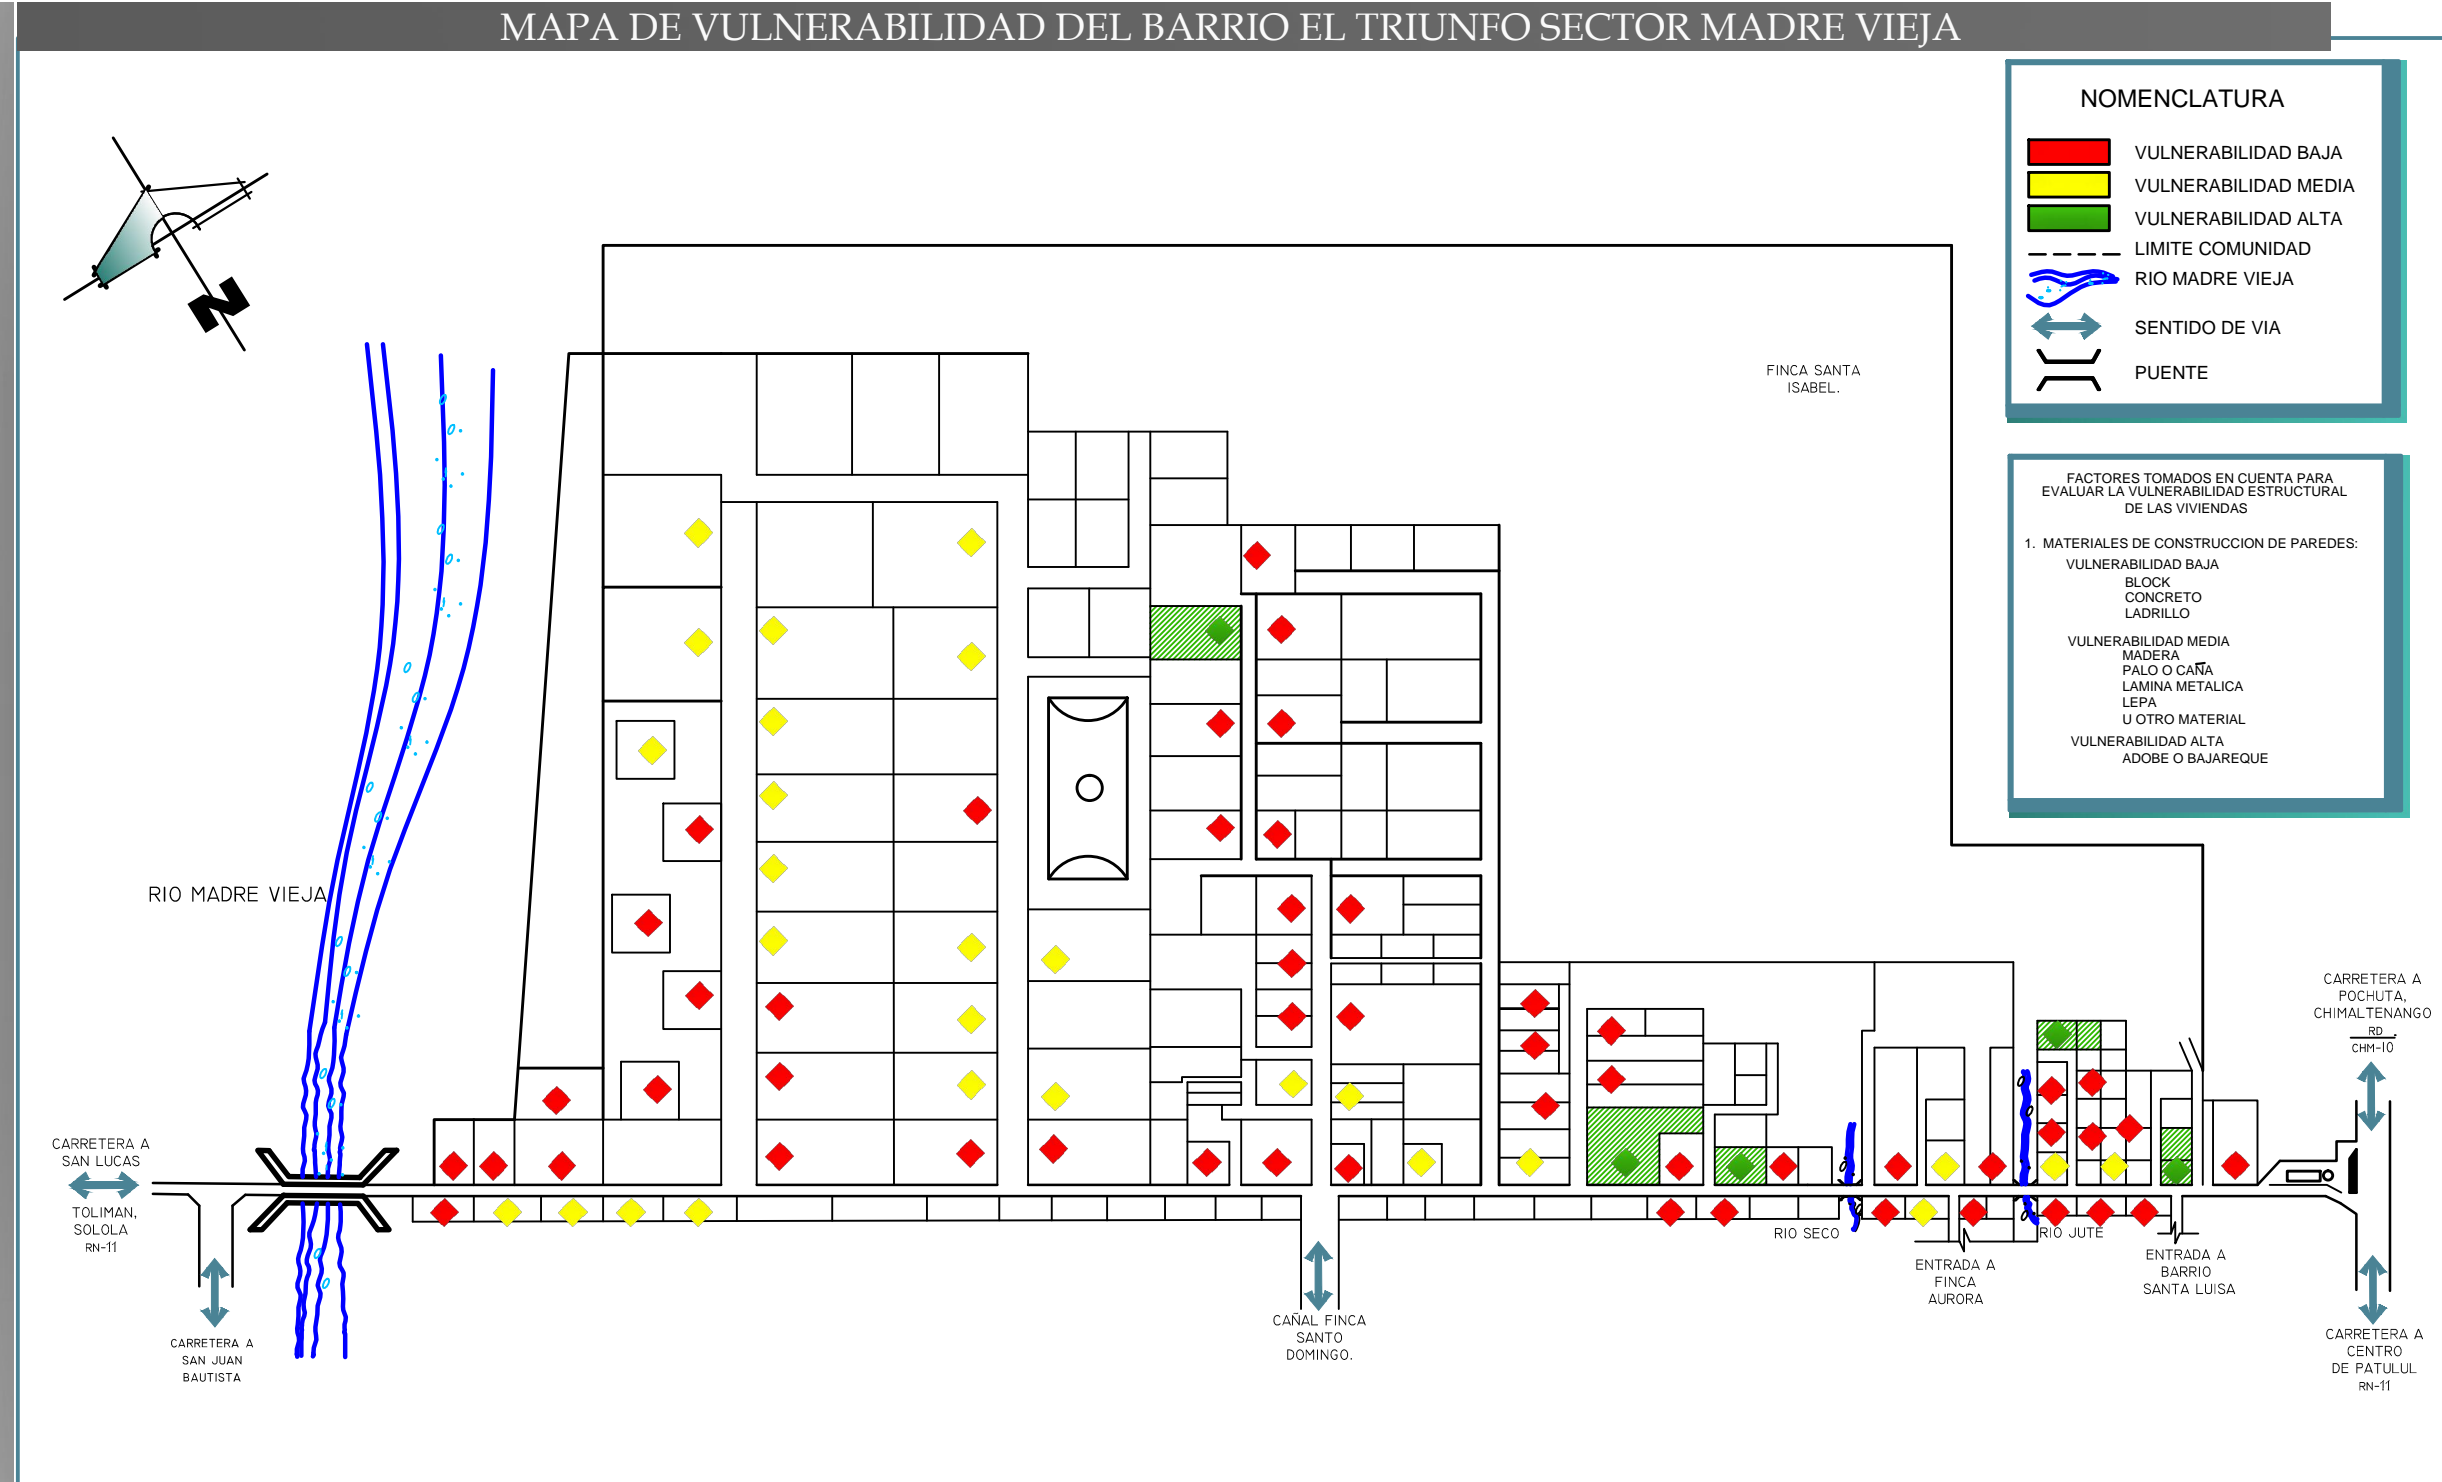 MAPA DE VULNERABILIDAD DEL BARRIO EL TRIUNFO SECTOR MADRE VIEJA
NOMENCLATURA
VULNERABILIDAD BAJA
VULNERABILIDAD MEDIA
VULNERABILIDAD ALTA
LIMITE COMUNIDAD
RIO MADRE VIEJA
SENTIDO DE VIA
PUENTE
N
FINCA SANTA
ISABEL.
FACTORES TOMADOS EN CUENTA PARA
EVALUAR LA VULNERABILIDAD ESTRUCTURAL
DE LAS VIVIENDAS
1. MATERIALES DE CONSTRUCCION DE PAREDES:
VULNERABILIDAD BAJA
BLOCK
CONCRETO
LADRILLO
VULNERABILIDAD MEDIA
MADERA
PALO O CAÑA
LAMINA METALICA
LEPA
U OTRO MATERIAL
VULNERABILIDAD ALTA
ADOBE O BAJAREQUE
RIO MADRE VIEJA
CARRETERA A
POCHUTA,
CHIMALTENANGO
RD
CHM-10
CARRETERA A
SAN LUCAS
TOLIMAN,
SOLOLA
RN-11
CARRETERA A
SAN JUAN
BAUTISTA
CAÑAL FINCA
SANTO
DOMINGO.
RIO SECO
ENTRADA A
FINCA
AURORA
RIO JUTE
ENTRADA A
BARRIO
SANTA LUISA
CARRETERA A
CENTRO
DE PATULUL
RN-11